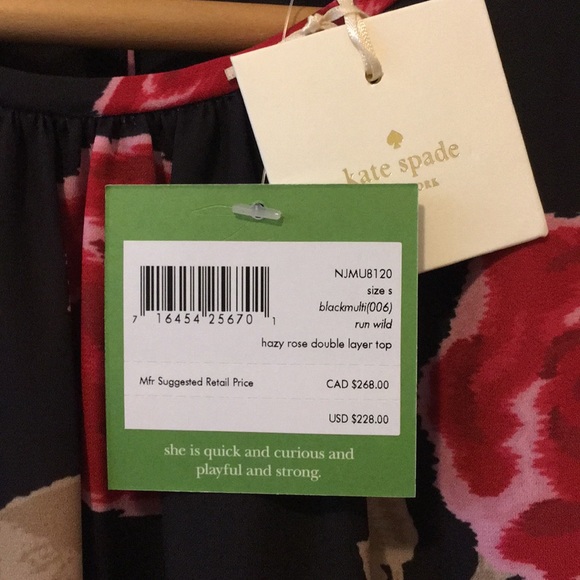 kate spade
NJMU8120
size s
blackmulti(006)
run wild
hazy rose double layer top
7 16454 25670 1
Mfr Suggested Retail Price CAD $268.00
USD $228.00
she is quick and curious and
playful and strong.